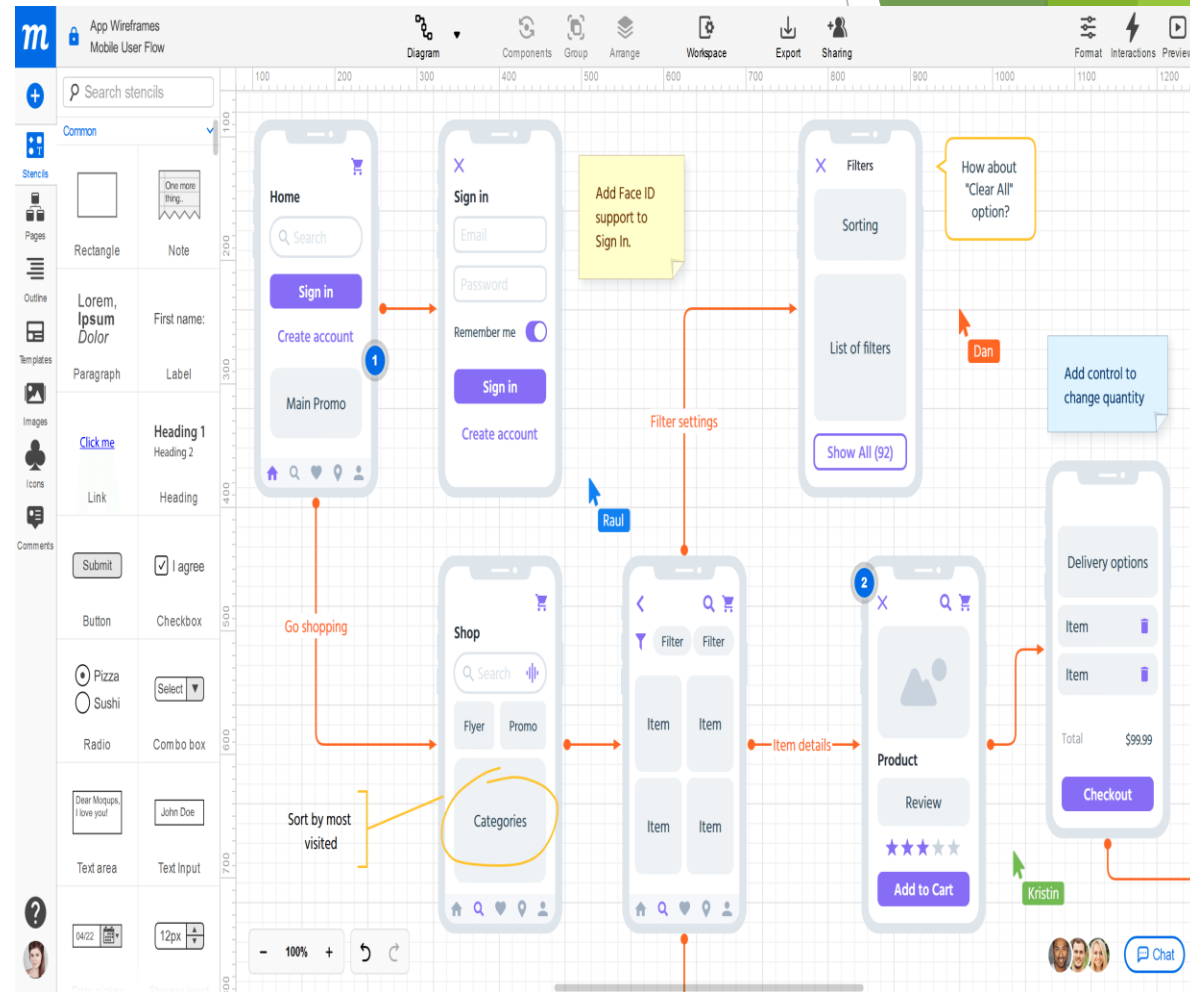 m
App Wireframes
Mobile User Flow
Diagram
Components
Group
Arrange
Workspace
Export
Sharing
Format
Interactions
Preview
100
200
300
400
500
600
700
800
900
1000
1100
1200
Search stencils
Common
Stencils
Pages
Outline
Templates
Images
Icons
Comments
Rectangle
One more
thing..
Note
Lorem,
Ipsum
Dolor
Paragraph
First name:
Label
Click me
Link
Heading 1
Heading 2
Heading
Submit
Button
I agree
Checkbox
Pizza
Sushi
Radio
Select
Combo box
Dear Moqups,
I love you!
Text area
John Doe
Text Input
04/22
12px
100
200
300
400
500
600
700
Home
Search
Sign in
Create account
1
Main Promo
Sign in
Email
Password
Remember me
Sign in
Create account
Add Face ID
support to
Sign In.
Filters
Sorting
List of filters
Show All (92)
How about
"Clear All"
option?
Dan
Add control to
change quantity
Filter settings
Raul
Go shopping
Shop
Search
Flyer
Promo
Categories
Sort by most
visited
Filter
Filter
Item
Item
Item
Item
Item details
2
Product
Review
Add to Cart
Delivery options
Item
Item
Total
$99.99
Checkout
Kristin
- 100% +
?
Chat